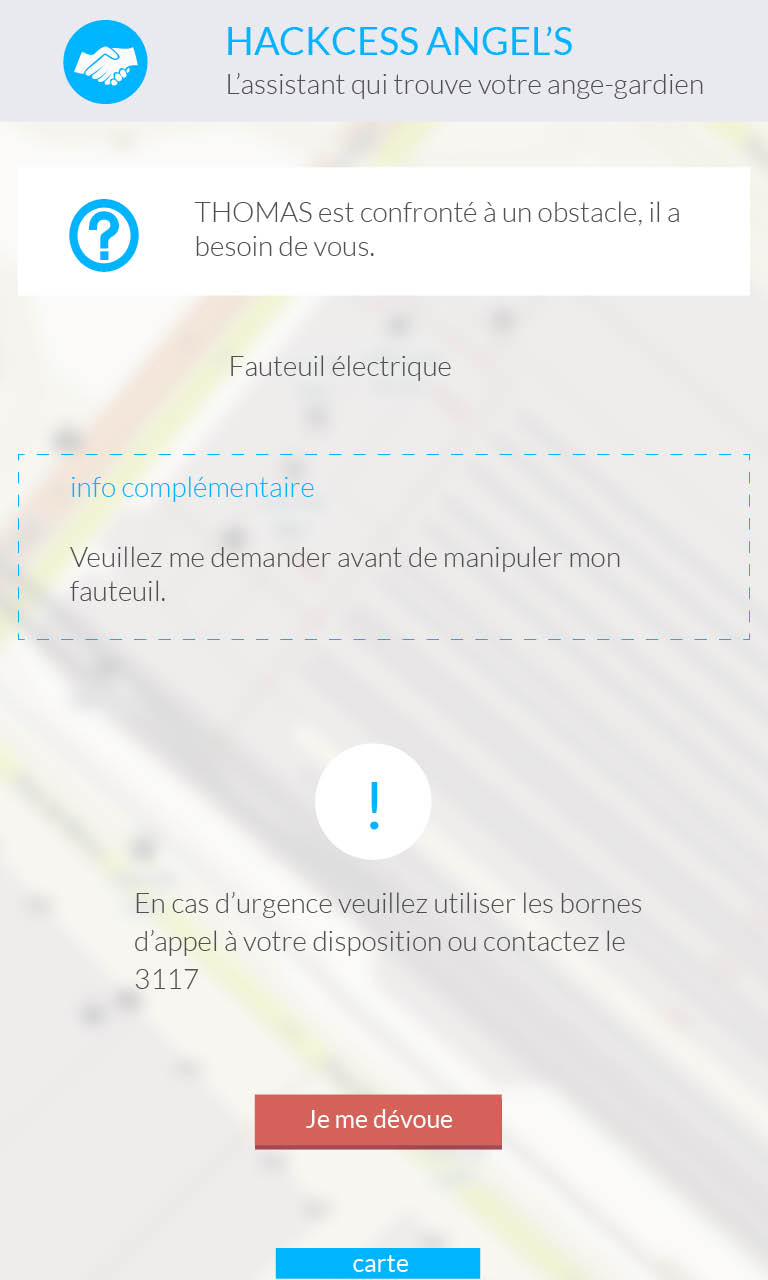 HACKCESS ANGEL’S
L’assistant qui trouve votre ange-gardien
THOMAS est confronté à un obstacle, il a
besoin de vous.
Fauteuil électrique
info complémentaire
Veuillez me demander avant de manipuler mon
fauteuil.
!
En cas d’urgence veuillez utiliser les bornes
d’appel à votre disposition ou contactez le
3117
Je me dévoue
carte